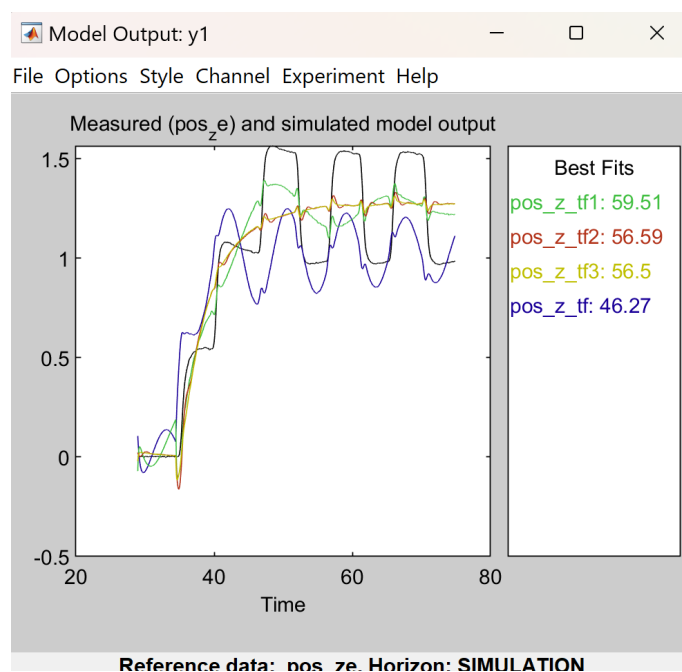 Model Output: y1
File Options Style Channel Experiment Help
Measured (pos_ze) and simulated model output
1.5
1
0.5
0
-0.5
20 40 60 80
Time
Best Fits
pos_z_tf1: 59.51
pos_z_tf2: 56.59
pos_z_tf3: 56.5
pos_z_tf: 46.27
Reference data: pos_ze, Horizon: SIMULATION